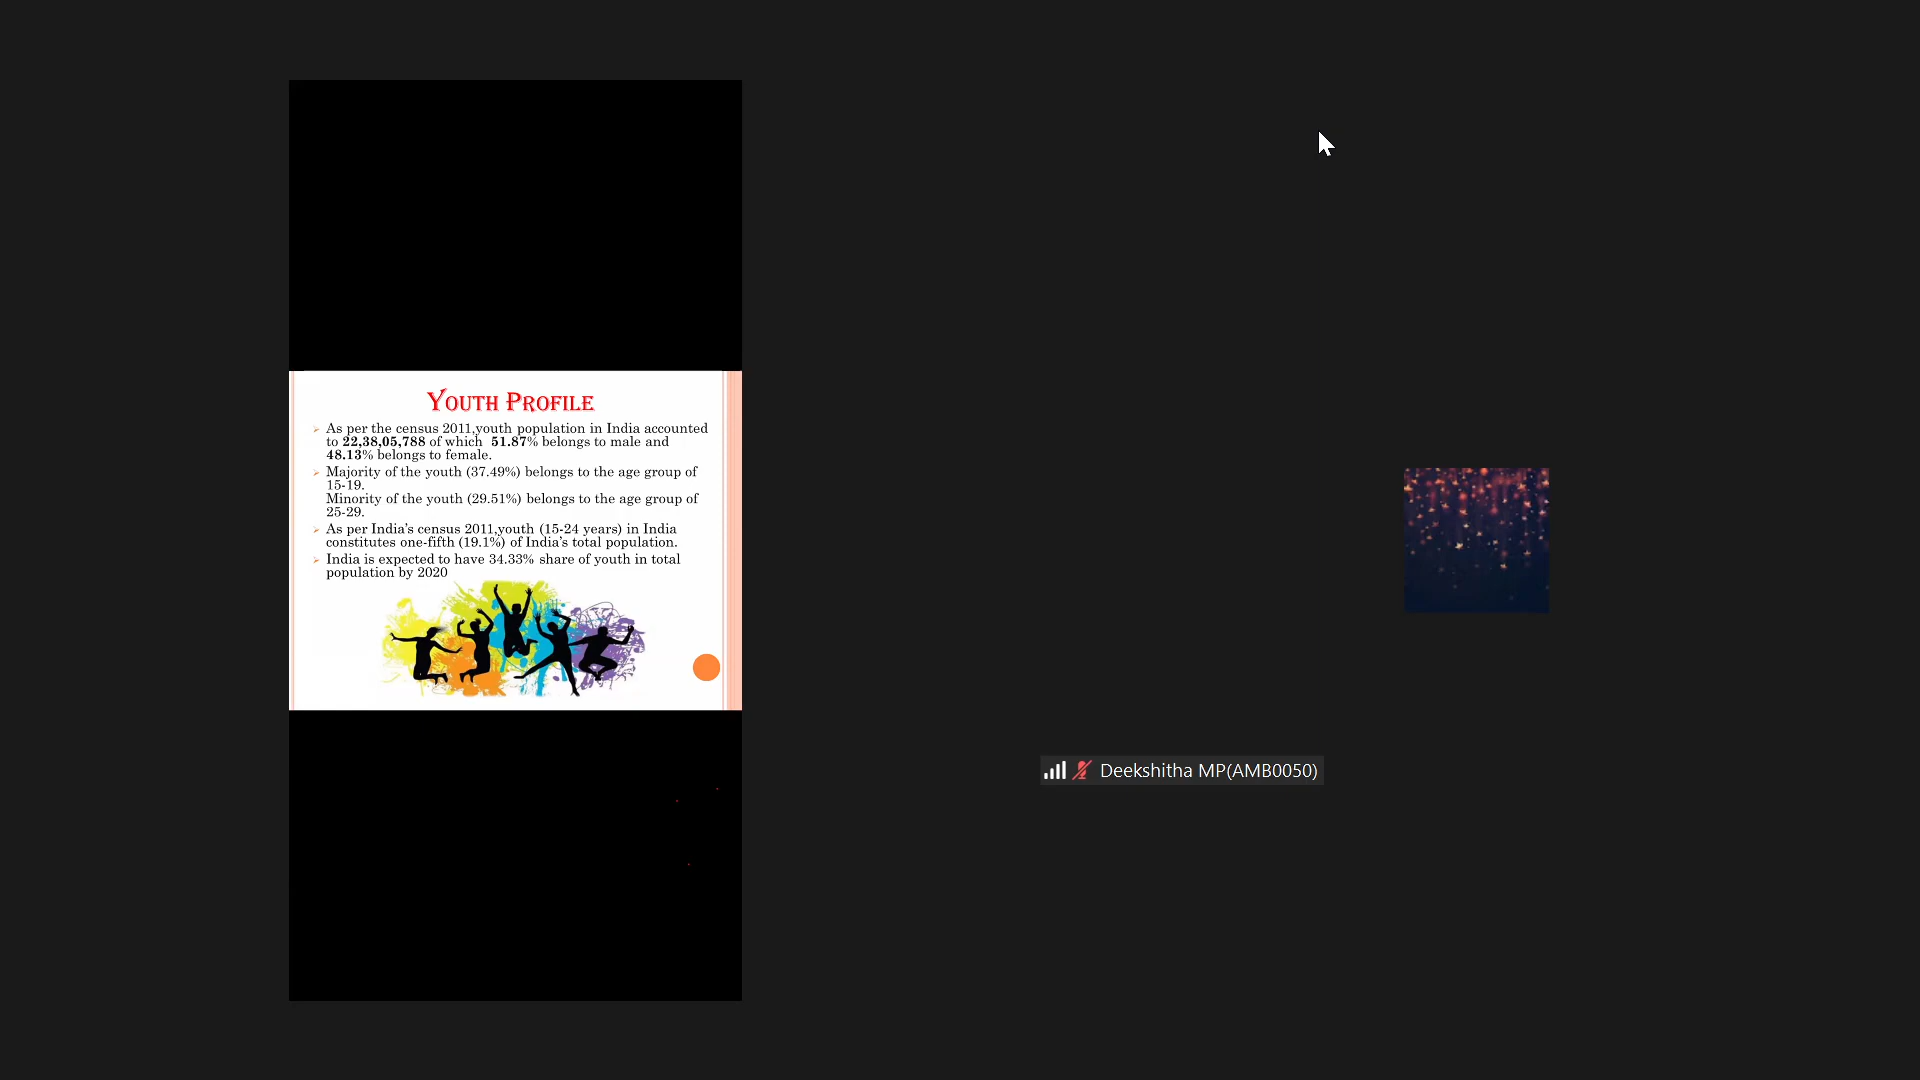 YOUTH PROFILE
As per the census 2011,youth population in India accounted
to 22,38,05,788 of which 51.87% belongs to male and
48.13% belongs to female.
Majority of the youth (37.49%) belongs to the age group of
15-19.
Minority of the youth (29.51%) belongs to the age group of
25-29.
As per India's census 2011,youth (15-24 years) in India
constitutes one-fifth (19.1%) of India's total population.
India is expected to have 34.33% share of youth in total
population by 2020
Deekshitha MP(AMB0050)